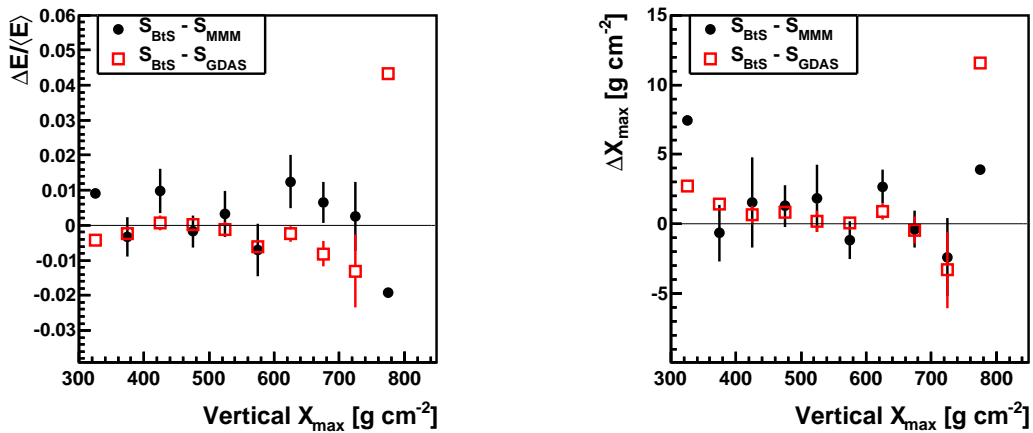 ΔE/⟨E⟩
0.06
0.05
0.04
0.03
0.02
0.01
0
-0.01
-0.02
-0.03
S_BtS - S_MMM
S_BtS - S_GDAS
300 400 500 600 700 800
Vertical X_max [g cm⁻²]
ΔX_max [g cm⁻²]
15
10
5
0
-5
-10
S_BtS - S_MMM
S_BtS - S_GDAS
300 400 500 600 700 800
Vertical X_max [g cm⁻²]